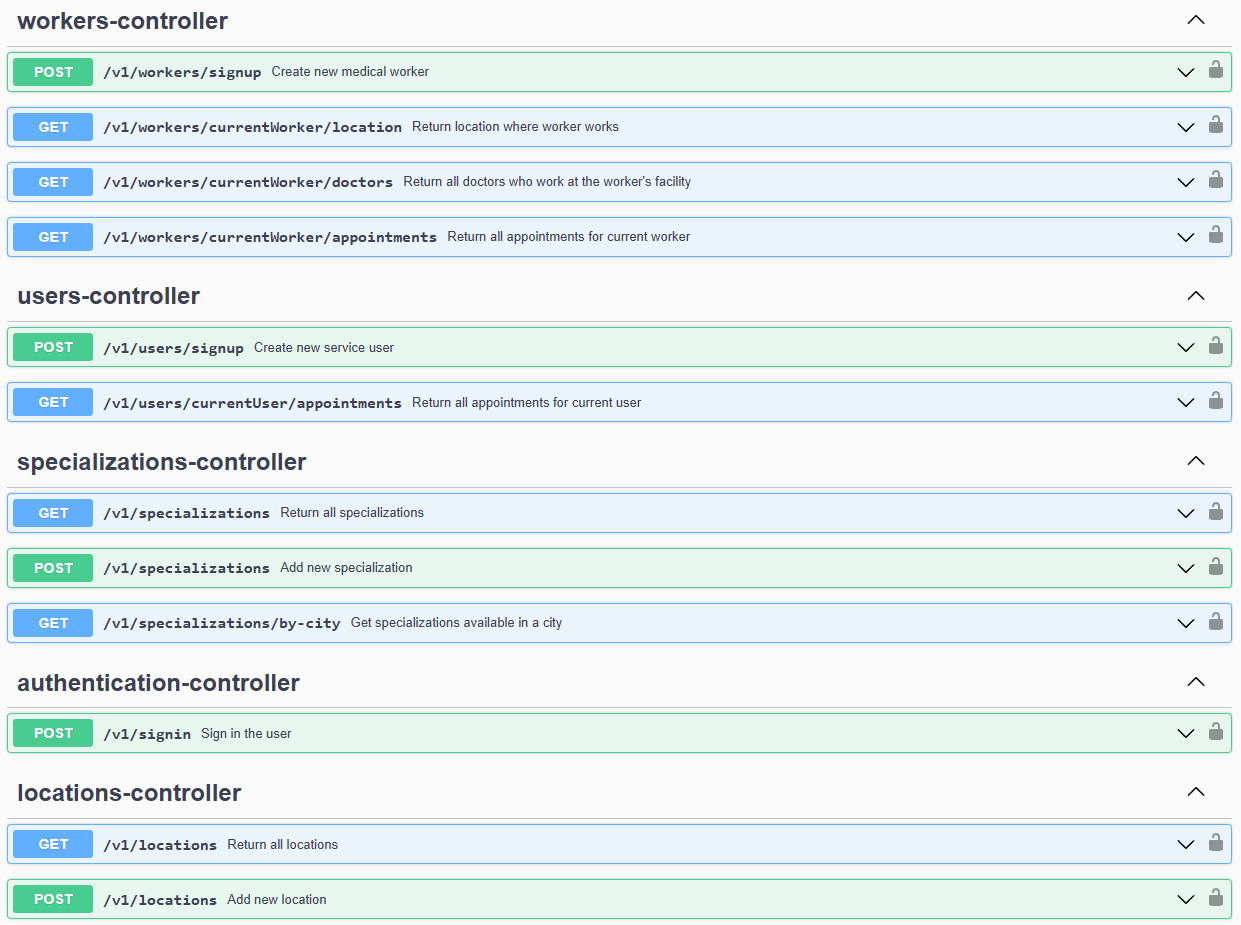 workers-controller
POST /v1/workers/signup Create new medical worker
GET /v1/workers/currentWorker/location Return location where worker works
GET /v1/workers/currentWorker/doctors Return all doctors who work at the worker's facility
GET /v1/workers/currentWorker/appointments Return all appointments for current worker
users-controller
POST /v1/users/signup Create new service user
GET /v1/users/currentUser/appointments Return all appointments for current user
specializations-controller
GET /v1/specializations Return all specializations
POST /v1/specializations Add new specialization
GET /v1/specializations/by-city Get specializations available in a city
authentication-controller
POST /v1/signin Sign in the user
locations-controller
GET /v1/locations Return all locations
POST /v1/locations Add new location